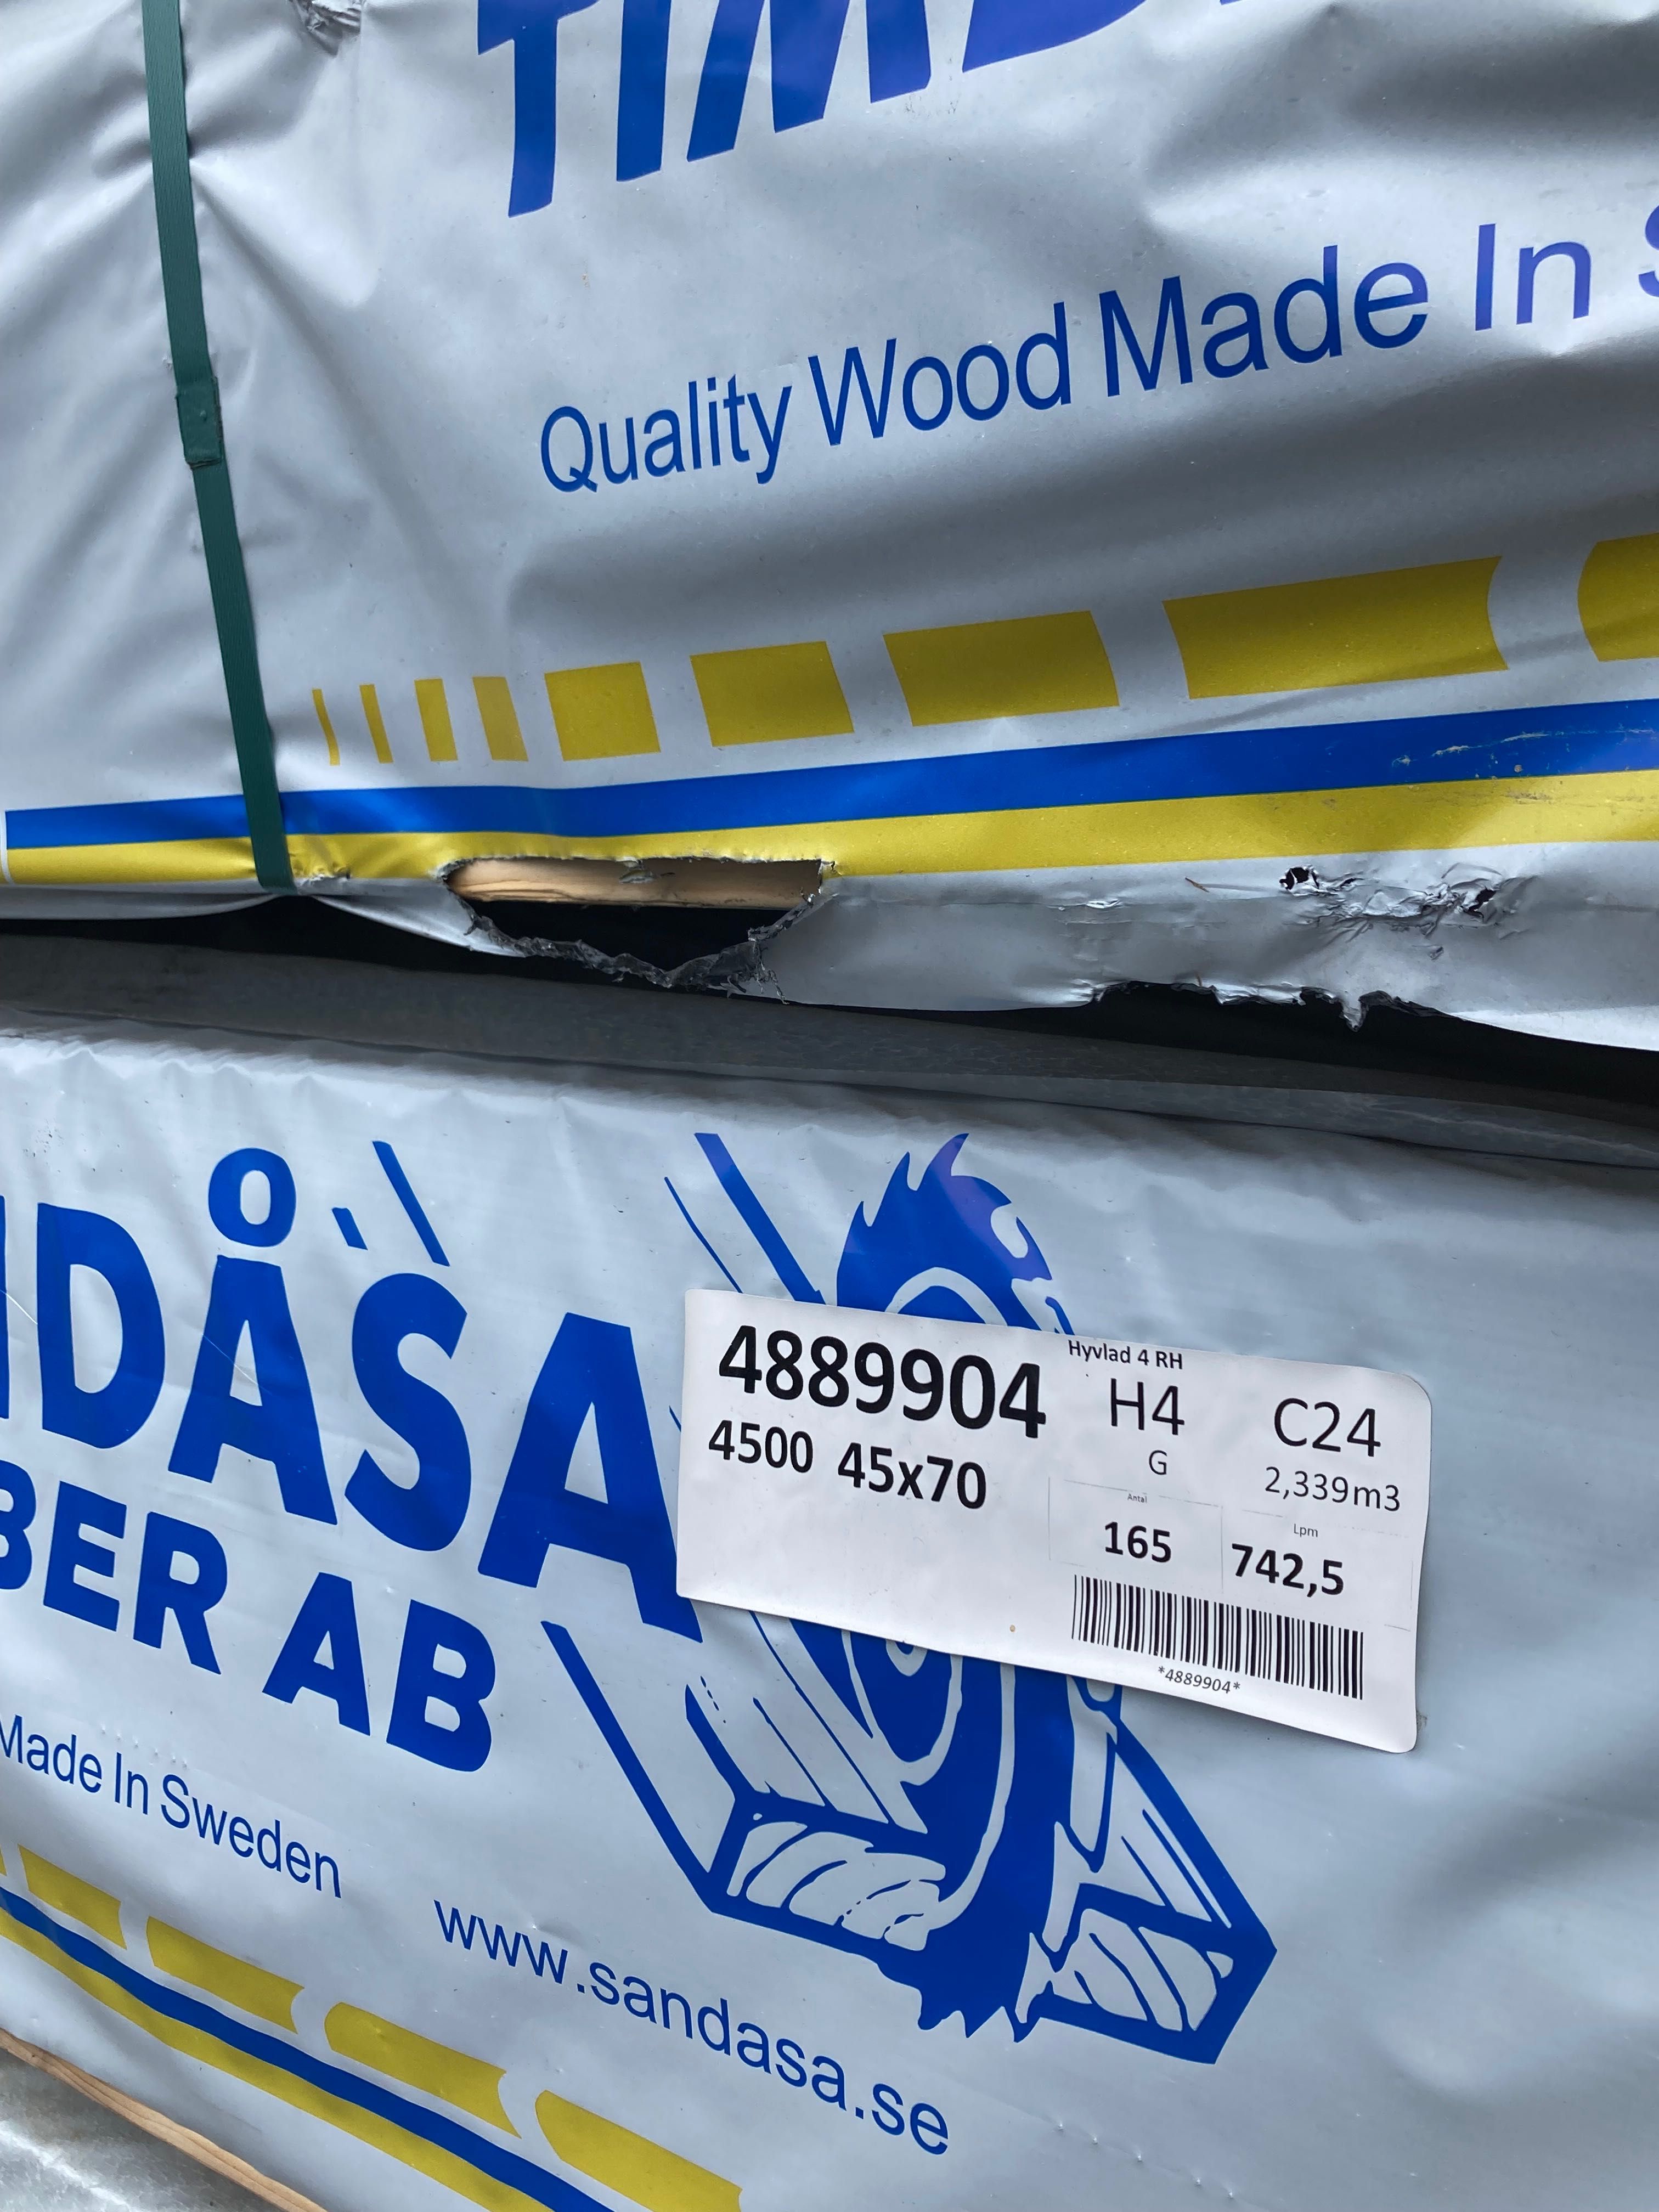 Quality Wood Made In
DÅSA
BER AB
Made In Sweden
www.sandasa.se
4889904
4500 45x70
Hyvlad 4 RH
H4
G
C24
2,339m3
Antal
165
Lpm
742,5
*4889904*